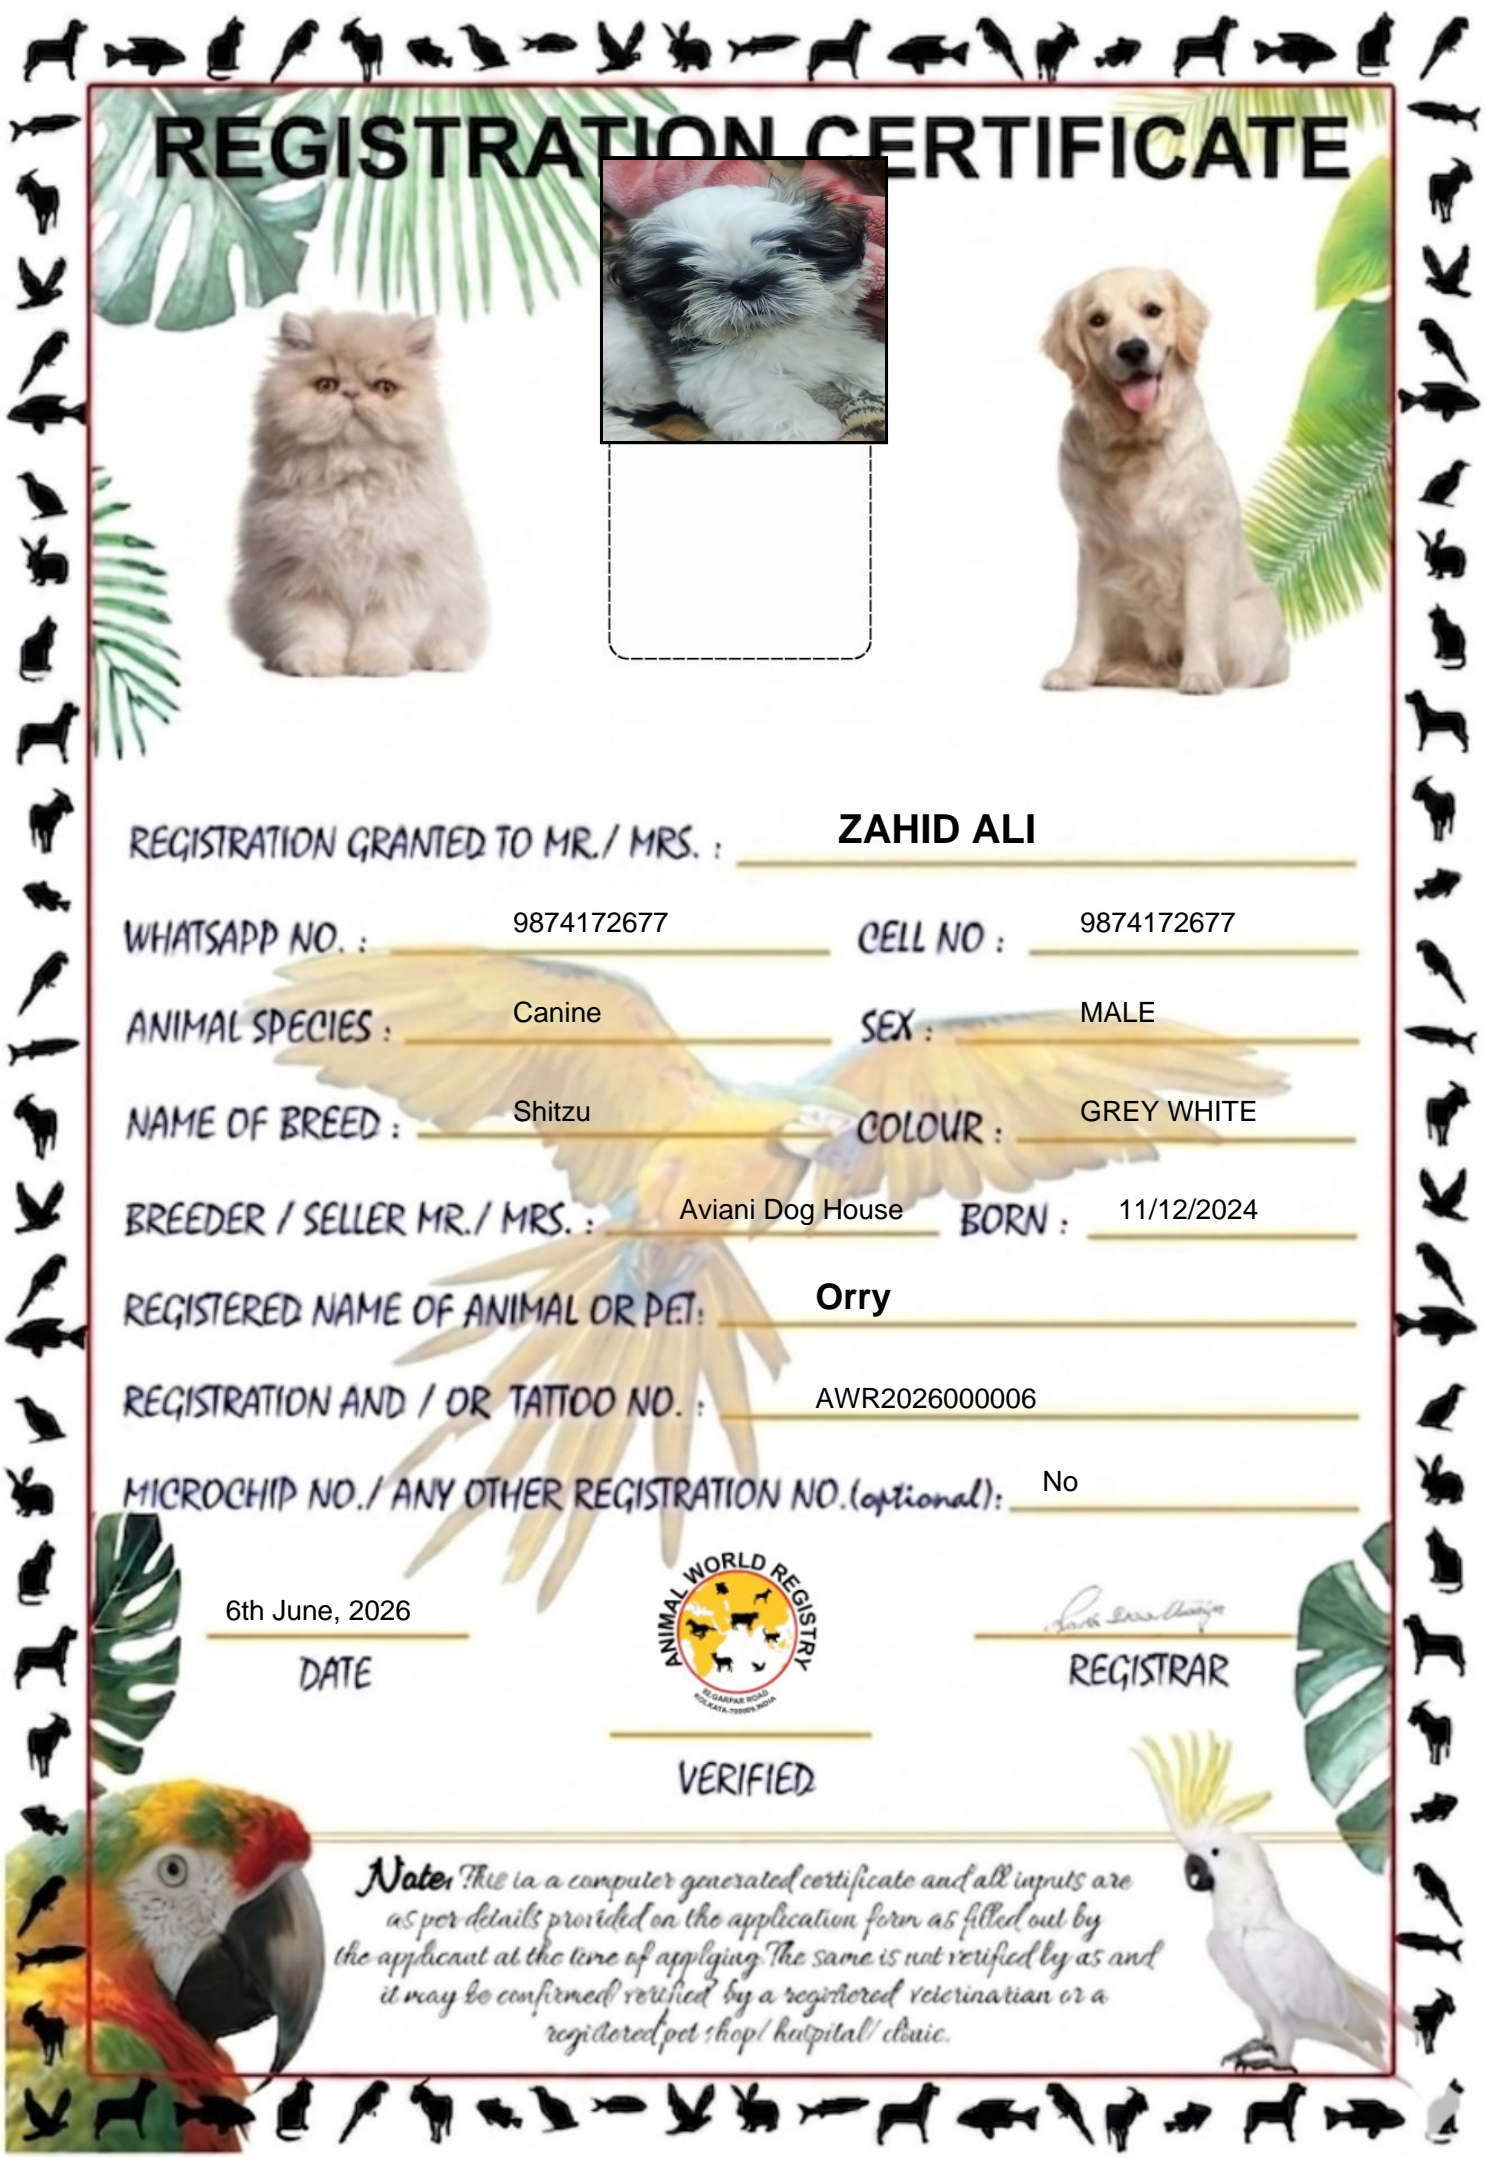 REGISTRATION CERTIFICATE
REGISTRATION GRANTED TO MR./ MRS. : ZAHID ALI
WHATSAPP NO. : 9874172677 CELL NO : 9874172677
ANIMAL SPECIES : Canine SEX : MALE
NAME OF BREED : Shitzu COLOUR : GREY WHITE
BREEDER / SELLER MR./ MRS. : Aviani Dog House BORN : 11/12/2024
REGISTERED NAME OF ANIMAL OR PET: Orry
REGISTRATION AND / OR TATTOO NO. : AWR2026000006
MICROCHIP NO./ ANY OTHER REGISTRATION NO.(optional): No
ANIMAL WORLD REGISTRY
92,GARPAR ROAD
KOLKATA-700009,INDIA
6th June, 2026
DATE
REGISTRAR
VERIFIED
Note: This is a computer generated certificate and all inputs are
as per details provided on the application form as filled out by
the applicant at the time of applying. The same is not verified by us and
it may be confirmed/ verified by a registered veterinarian or a
registered pet shop/ hospital/ clinic.